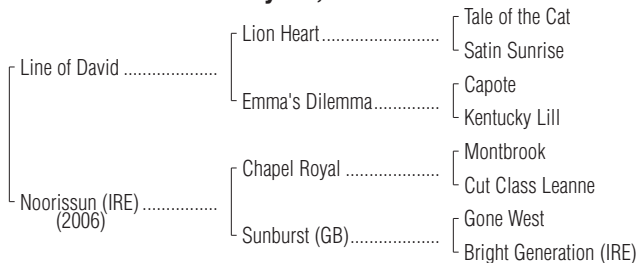 Tale of the Cat
Lion Heart........................
Satin Sunrise
Line of David ....................
Capote
Emma's Dilemma..............
Kentucky Lill
Montbrook
Chapel Royal ....................
Cut Class Leanne
Noorissun (IRE) ................
(2006)
Gone West
Sunburst (GB)...................
Bright Generation (IRE)